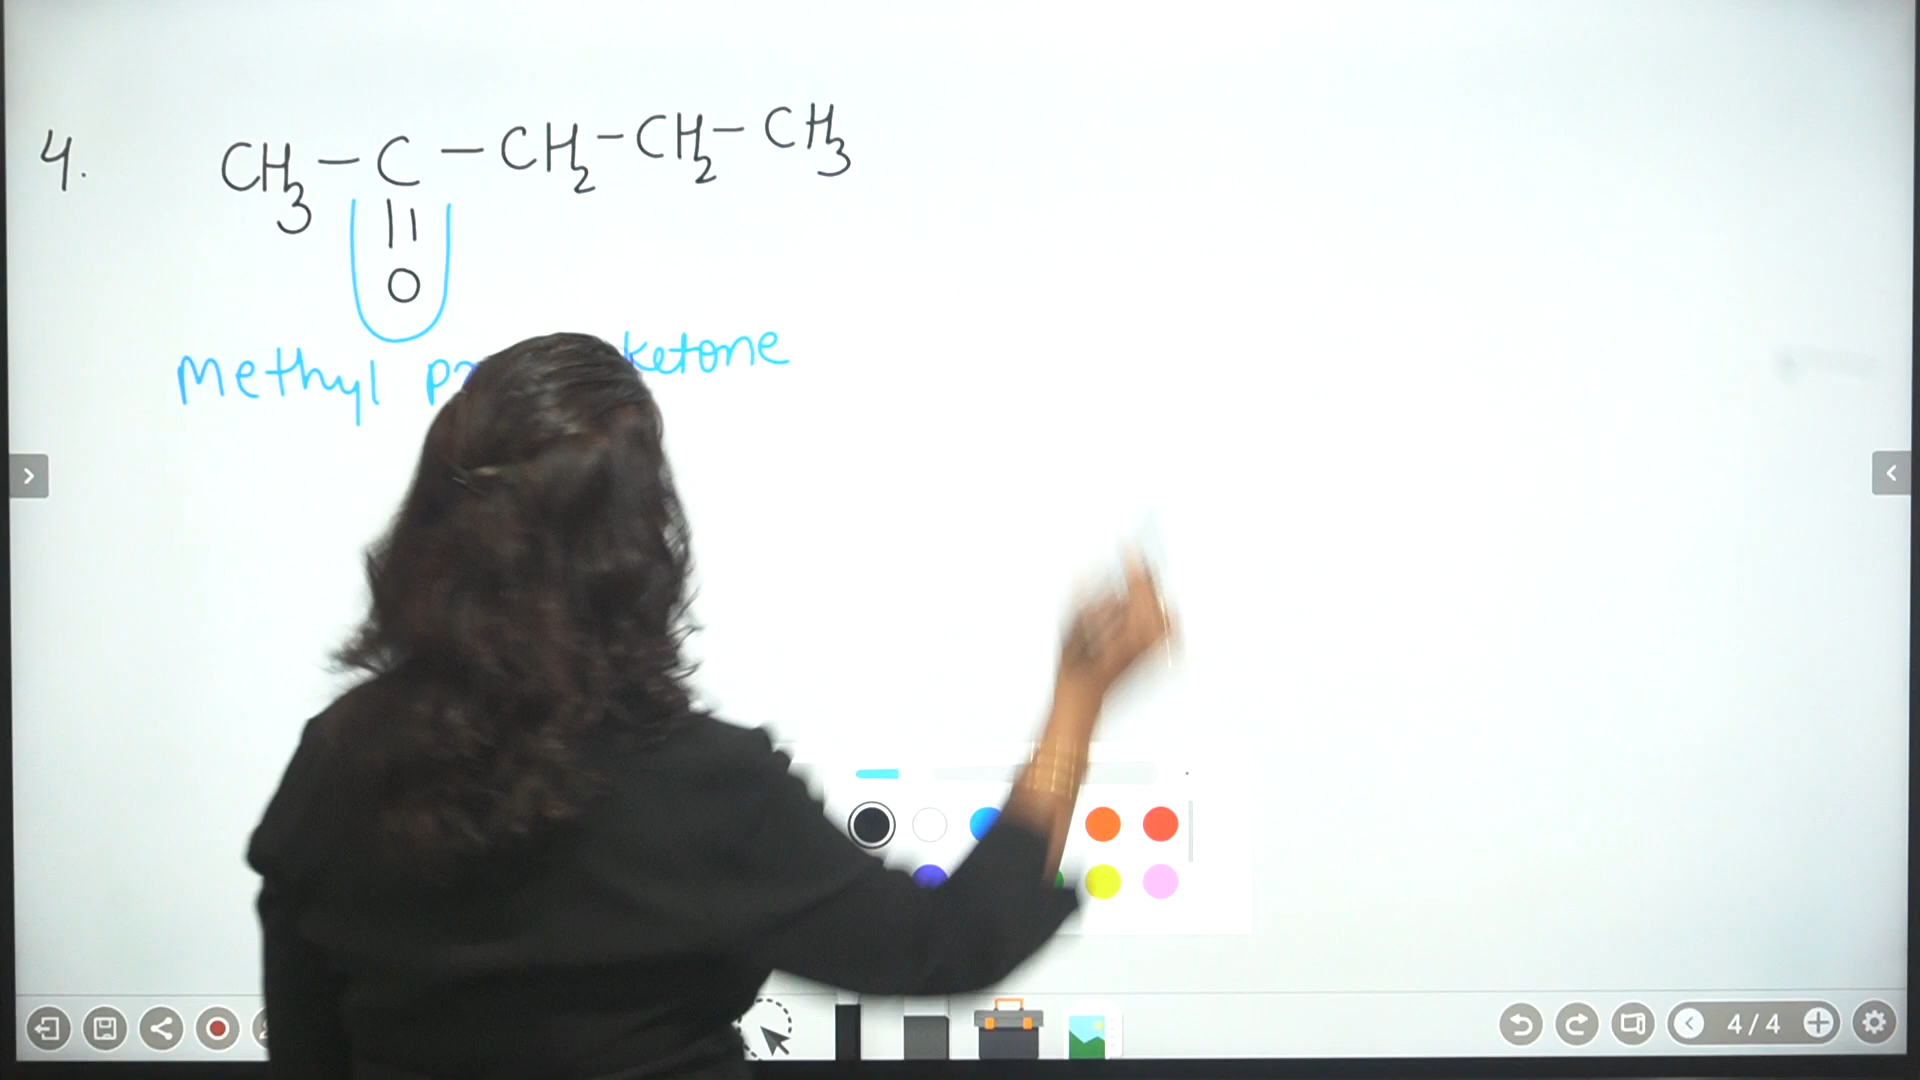 4. CH3 – C – CH2 – CH2 – CH3
||
O
Methyl ketone
4/4